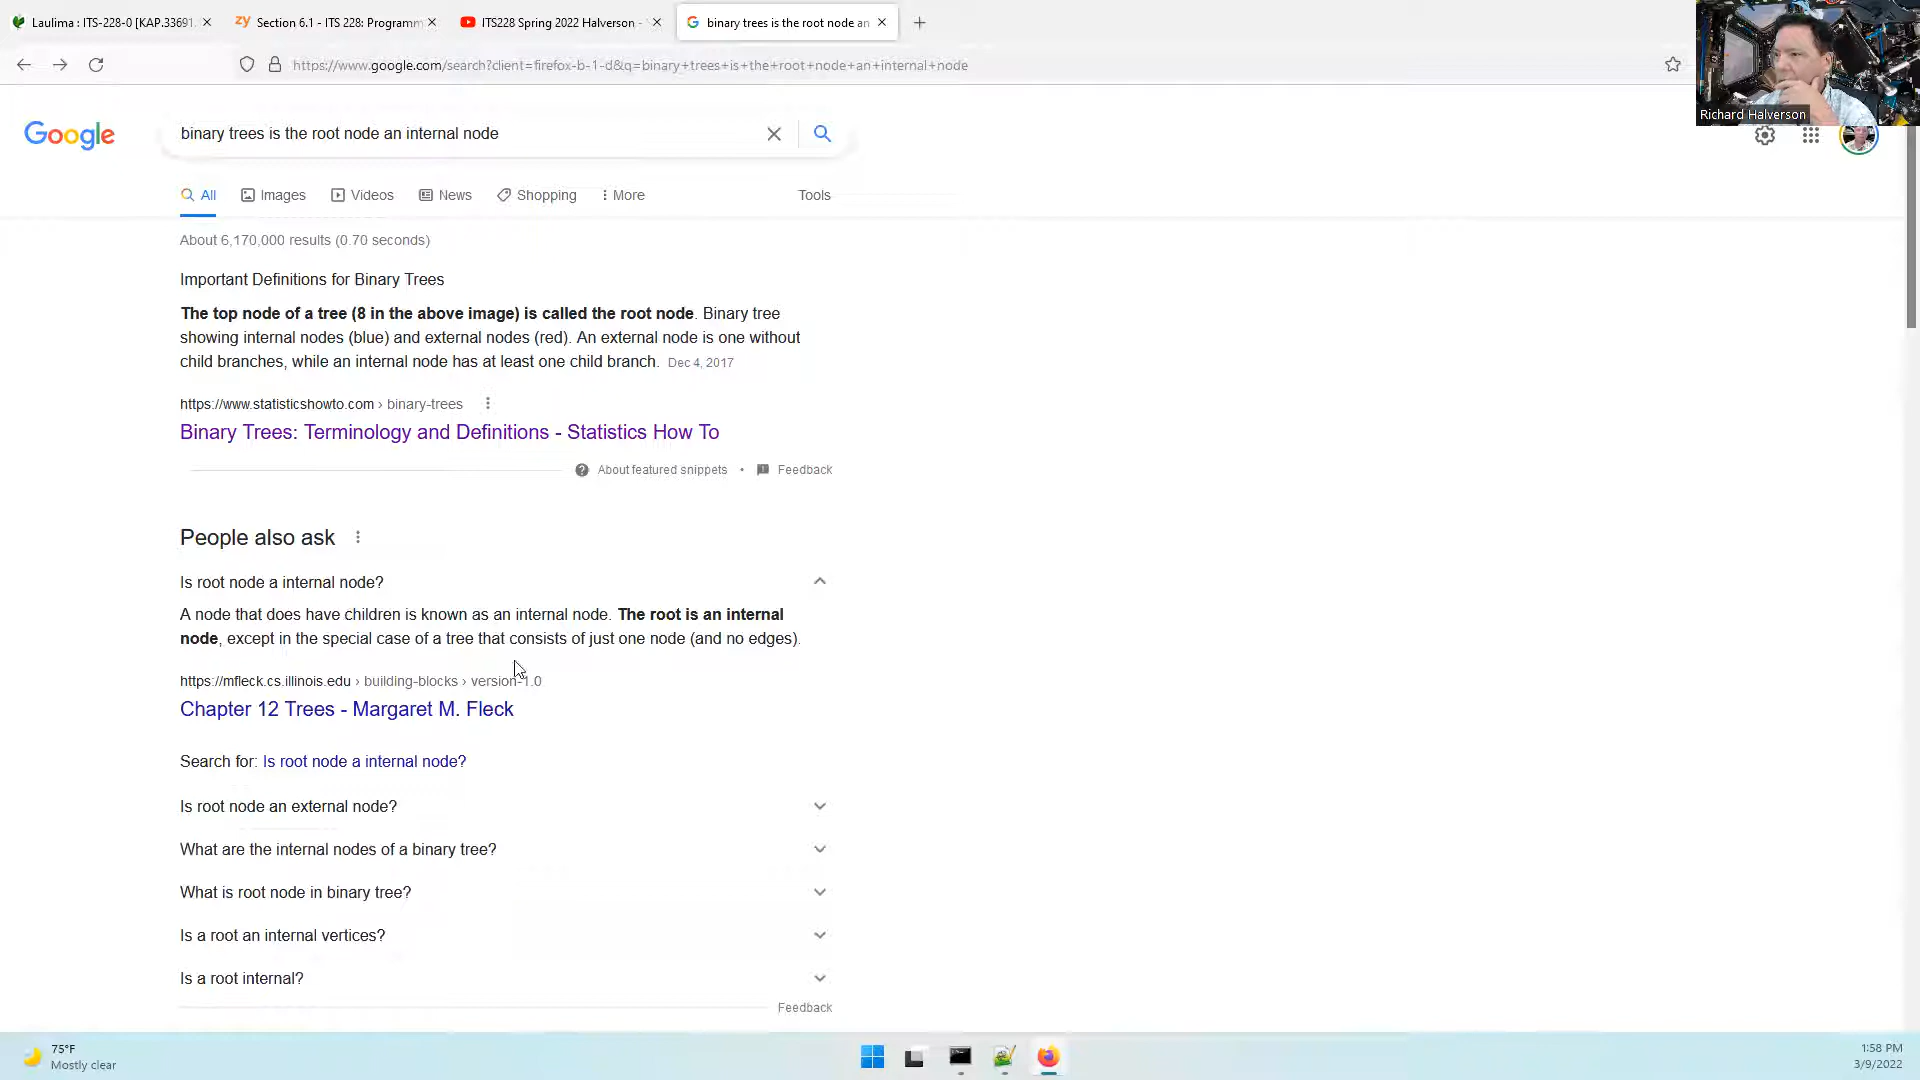 Laulima : ITS-228-0 [KAP.33691.
Section 6.1 - ITS 228: Programm
ITS228 Spring 2022 Halverson -
binary trees is the root node an
https://www.google.com/search?client=firefox-b-1-d&q=binary+trees+is+the+root+node+an+internal+node
Richard Halverson
Google
binary trees is the root node an internal node
All
Images
Videos
News
Shopping
More
Tools
About 6,170,000 results (0.70 seconds)
Important Definitions for Binary Trees
The top node of a tree (8 in the above image) is called the root node. Binary tree
showing internal nodes (blue) and external nodes (red). An external node is one without
child branches, while an internal node has at least one child branch. Dec 4, 2017
https://www.statisticshowto.com › binary-trees
Binary Trees: Terminology and Definitions - Statistics How To
About featured snippets • Feedback
People also ask
Is root node a internal node?
A node that does have children is known as an internal node. The root is an internal
node, except in the special case of a tree that consists of just one node (and no edges).
https://mfleck.cs.illinois.edu › building-blocks › version-1.0
Chapter 12 Trees - Margaret M. Fleck
Search for: Is root node a internal node?
Is root node an external node?
What are the internal nodes of a binary tree?
What is root node in binary tree?
Is a root an internal vertices?
Is a root internal?
Feedback
75°F
Mostly clear
1:58 PM
3/9/2022